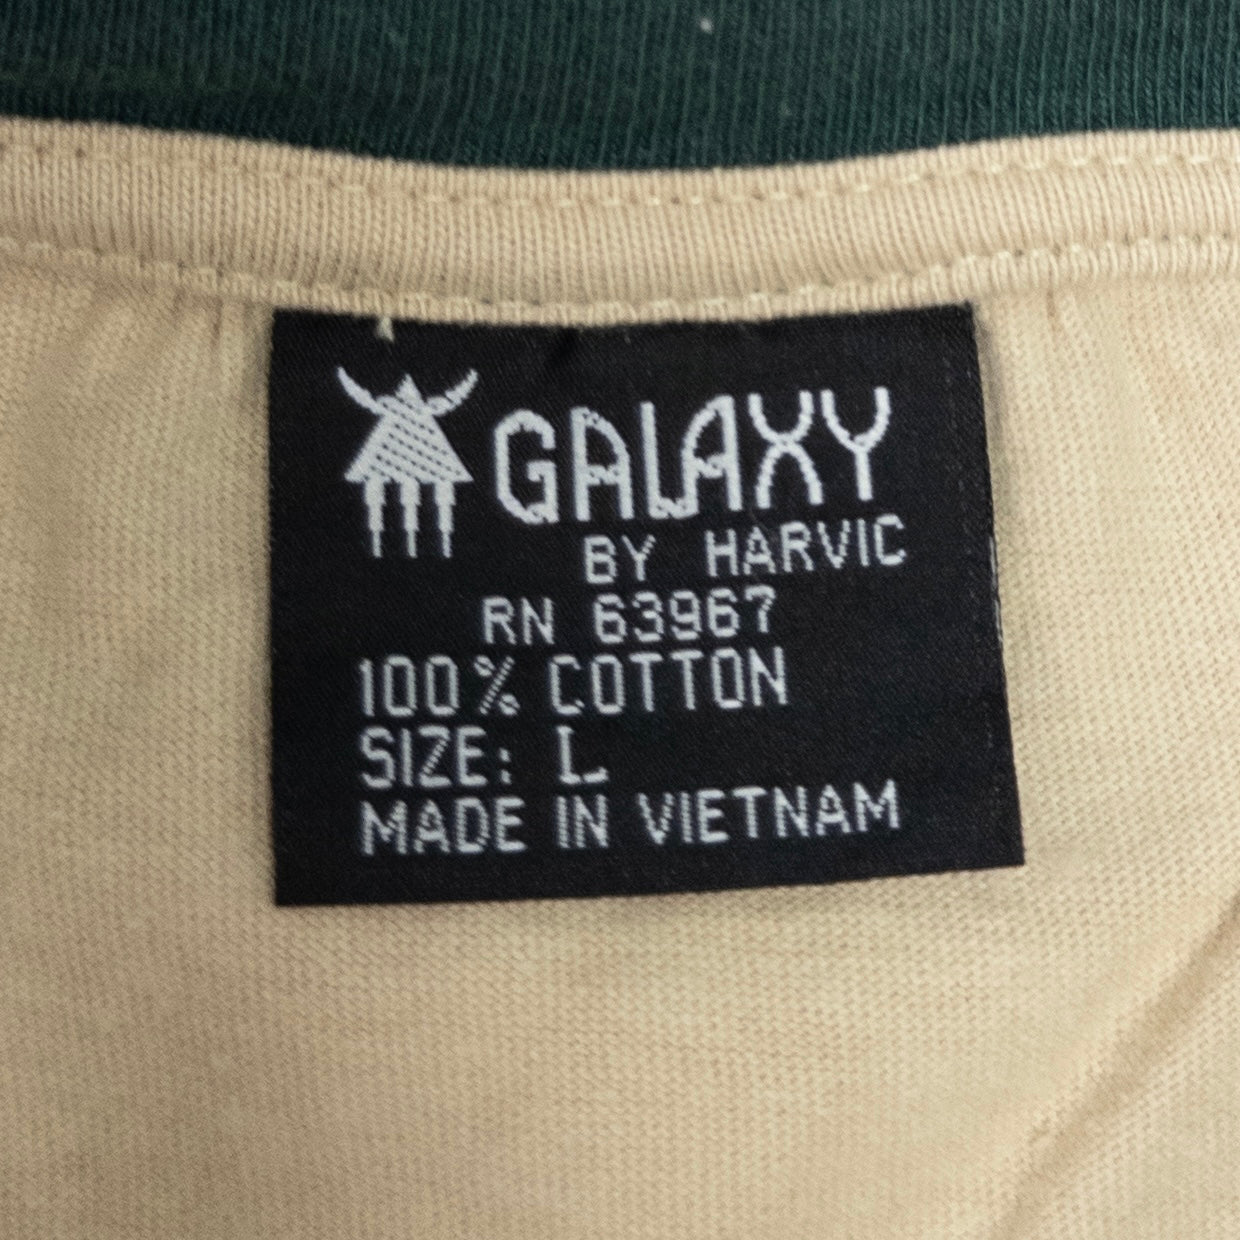 GALAXY
BY HARVIC
RN 63967
100% COTTON
SIZE: L
MADE IN VIETNAM